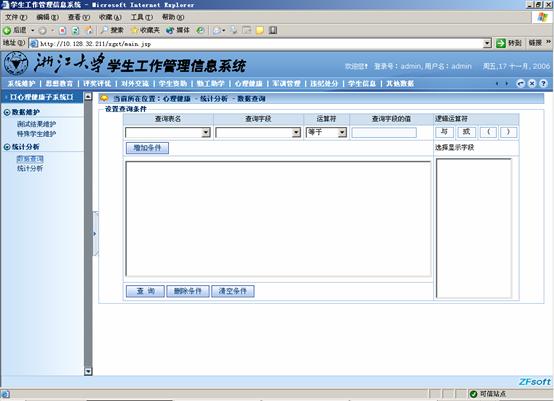 学生工作管理信息系统 - Microsoft Internet Explorer
文件(F) 编辑(E) 查看(V) 收藏(A) 工具(T) 帮助(H)
后退 搜索 收藏夹 媒体
地址(D) http://10.128.32.211/xgxt/main.jsp 转到 链接 »
浙江大学学生工作管理信息系统 欢迎您! 登录号: admin,用户名: admin 周五,17 十一月, 2006
系统维护 | 思想教育 | 评奖评优 | 对外交流 | 学生资助 | 勤工助学 | 心理健康 | 军训管理 | 违纪处分 | 学生信息 | 其他数据
心理健康子系统 当前所在位置:心理健康 - 统计分析 - 数据查询
数据维护
测试结果维护
特殊学生维护
统计分析
数据查询
统计分析
设置查询条件
查询表名 查询字段 运算符 查询字段的值 逻辑运算符
等于 与 或 ( )
增加条件 选择显示字段
查 询 删除条件 清空条件
ZFsoft
可信站点